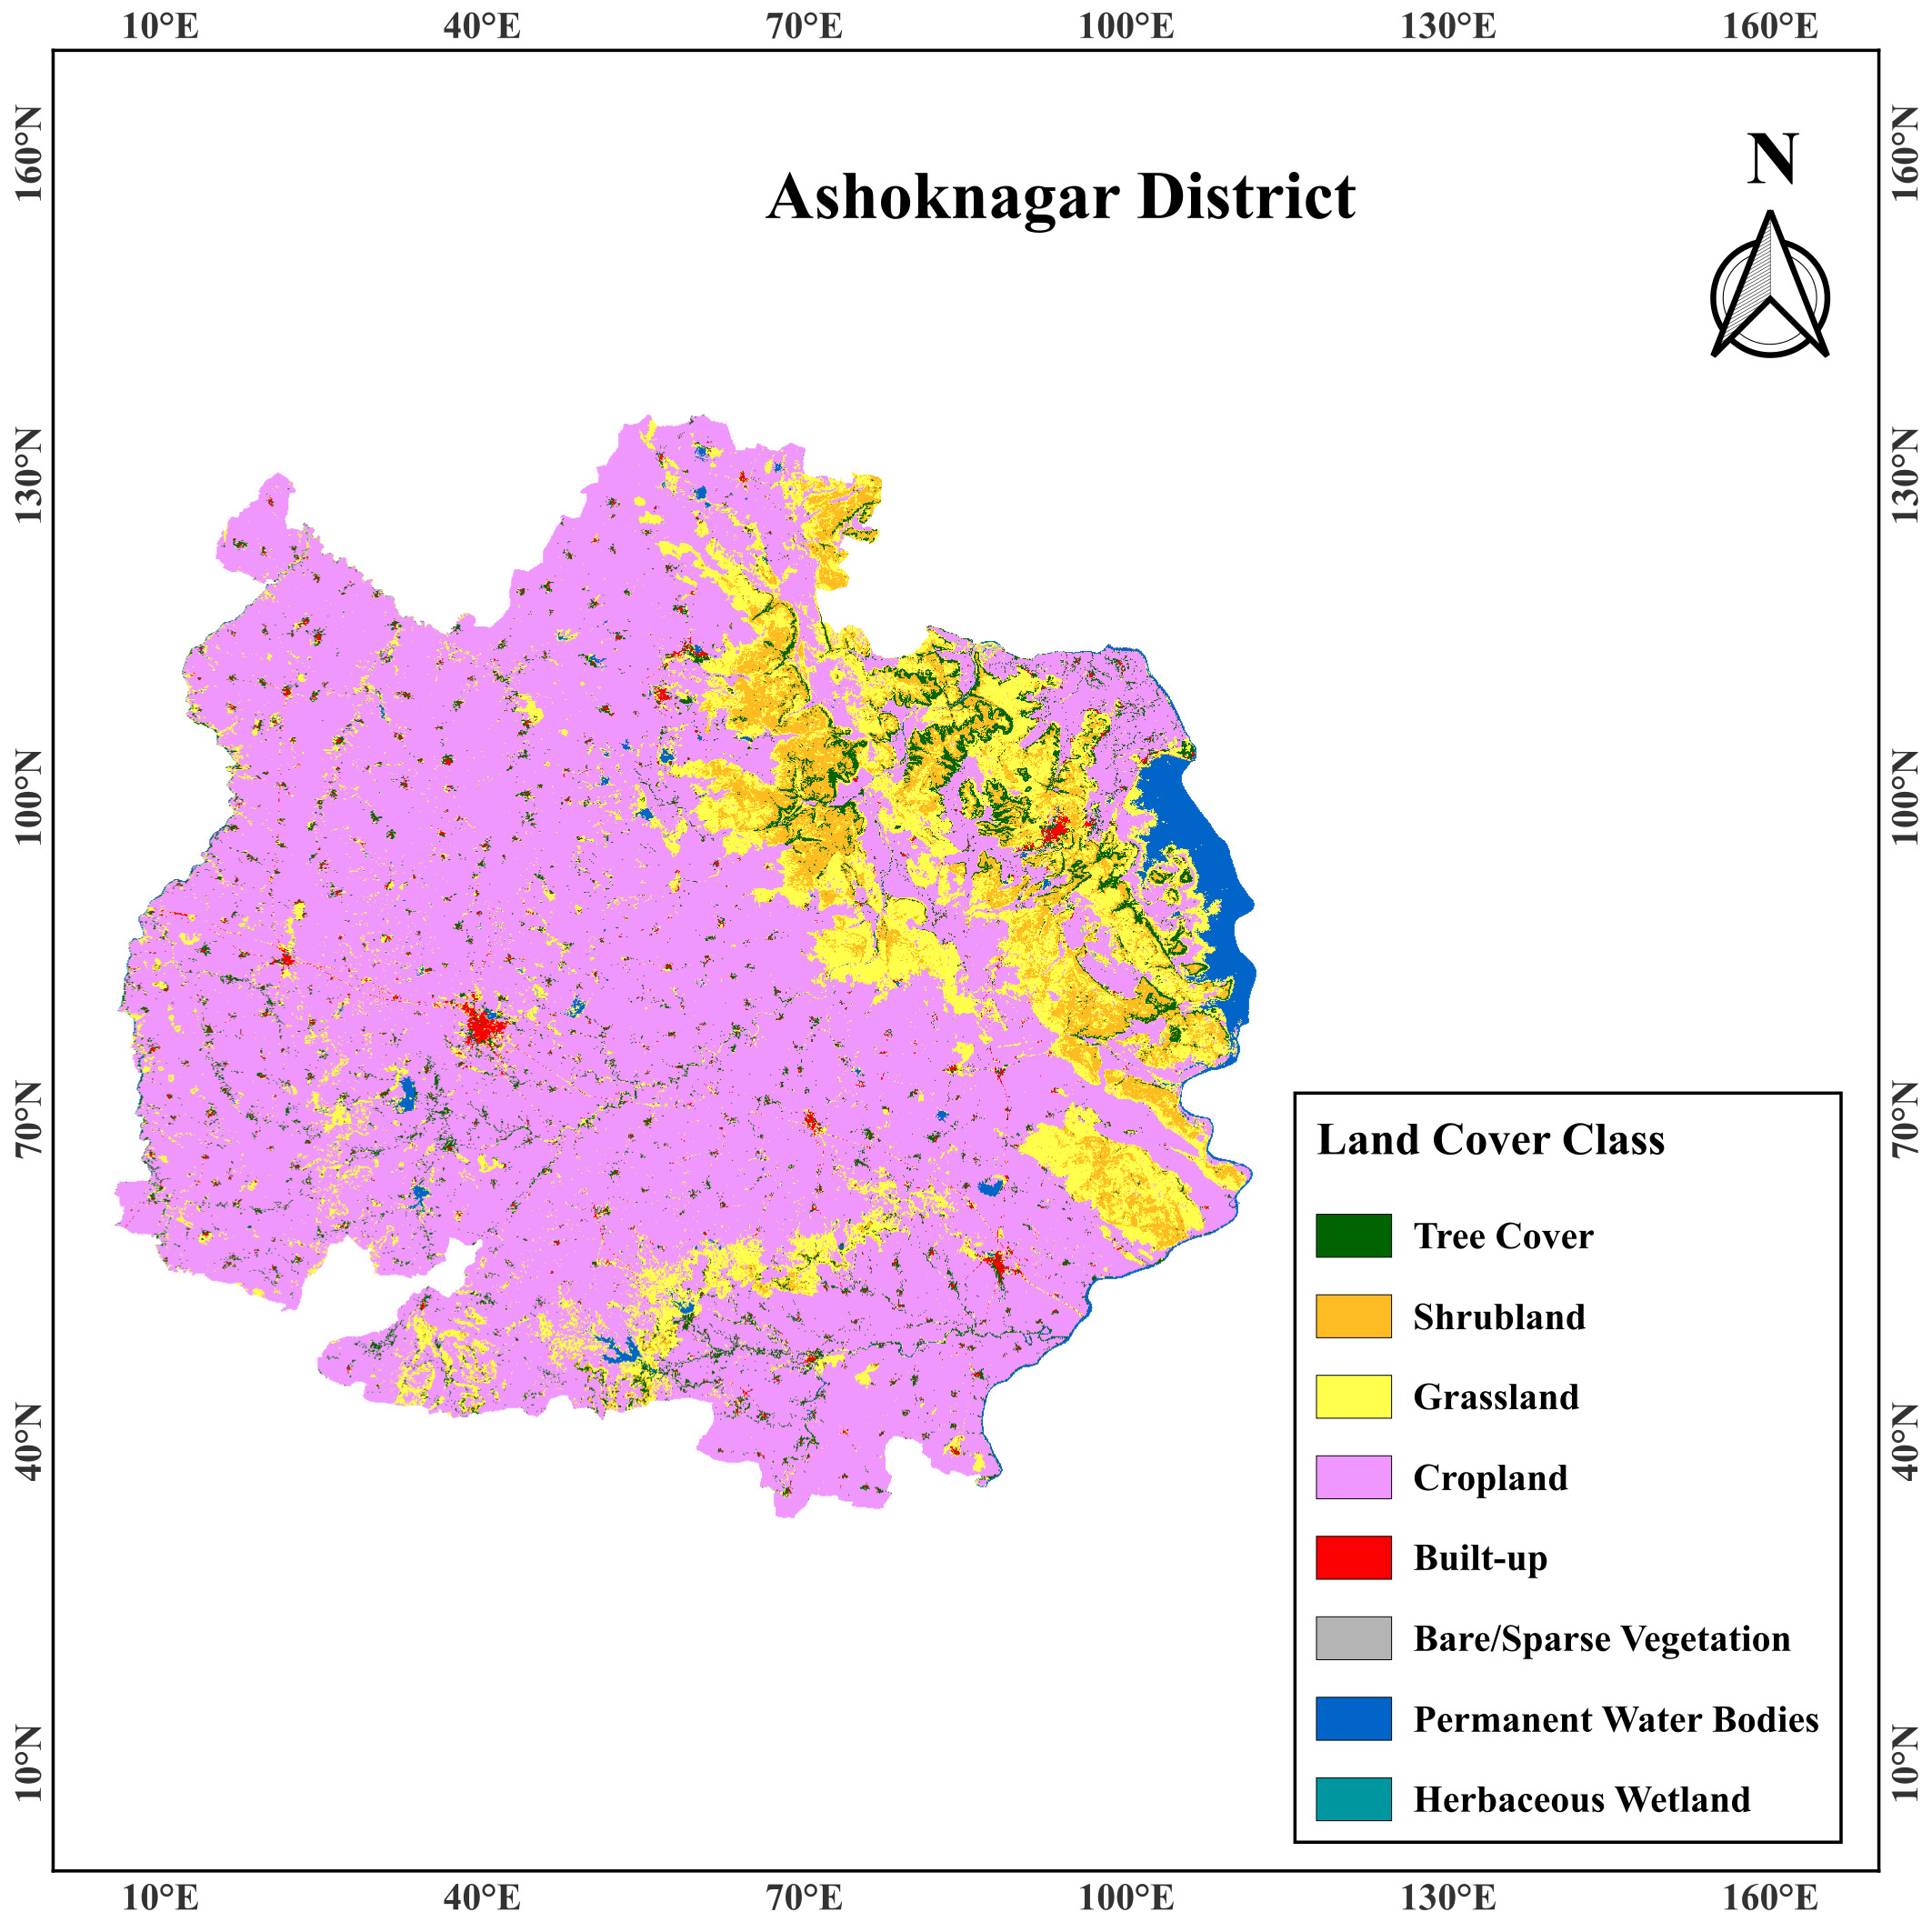 10°E 40°E 70°E 100°E 130°E 160°E
160°N
160°N
N
Ashoknagar District
130°N
130°N
100°N
100°N
70°N
70°N
Land Cover Class
Tree Cover
Shrubland
Grassland
40°N
40°N
Cropland
Built-up
Bare/Sparse Vegetation
Permanent Water Bodies
10°N
10°N
Herbaceous Wetland
10°E 40°E 70°E 100°E 130°E 160°E